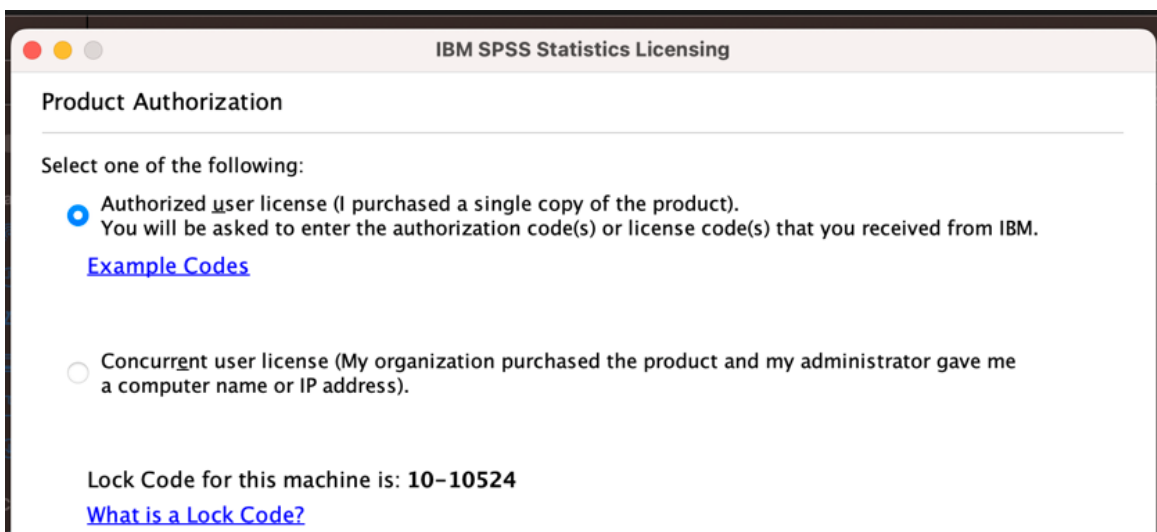 IBM SPSS Statistics Licensing
Product Authorization
Select one of the following:
Authorized user license (I purchased a single copy of the product).
You will be asked to enter the authorization code(s) or license code(s) that you received from IBM.
Example Codes
Concurrent user license (My organization purchased the product and my administrator gave me
a computer name or IP address).
Lock Code for this machine is: 10-10524
What is a Lock Code?